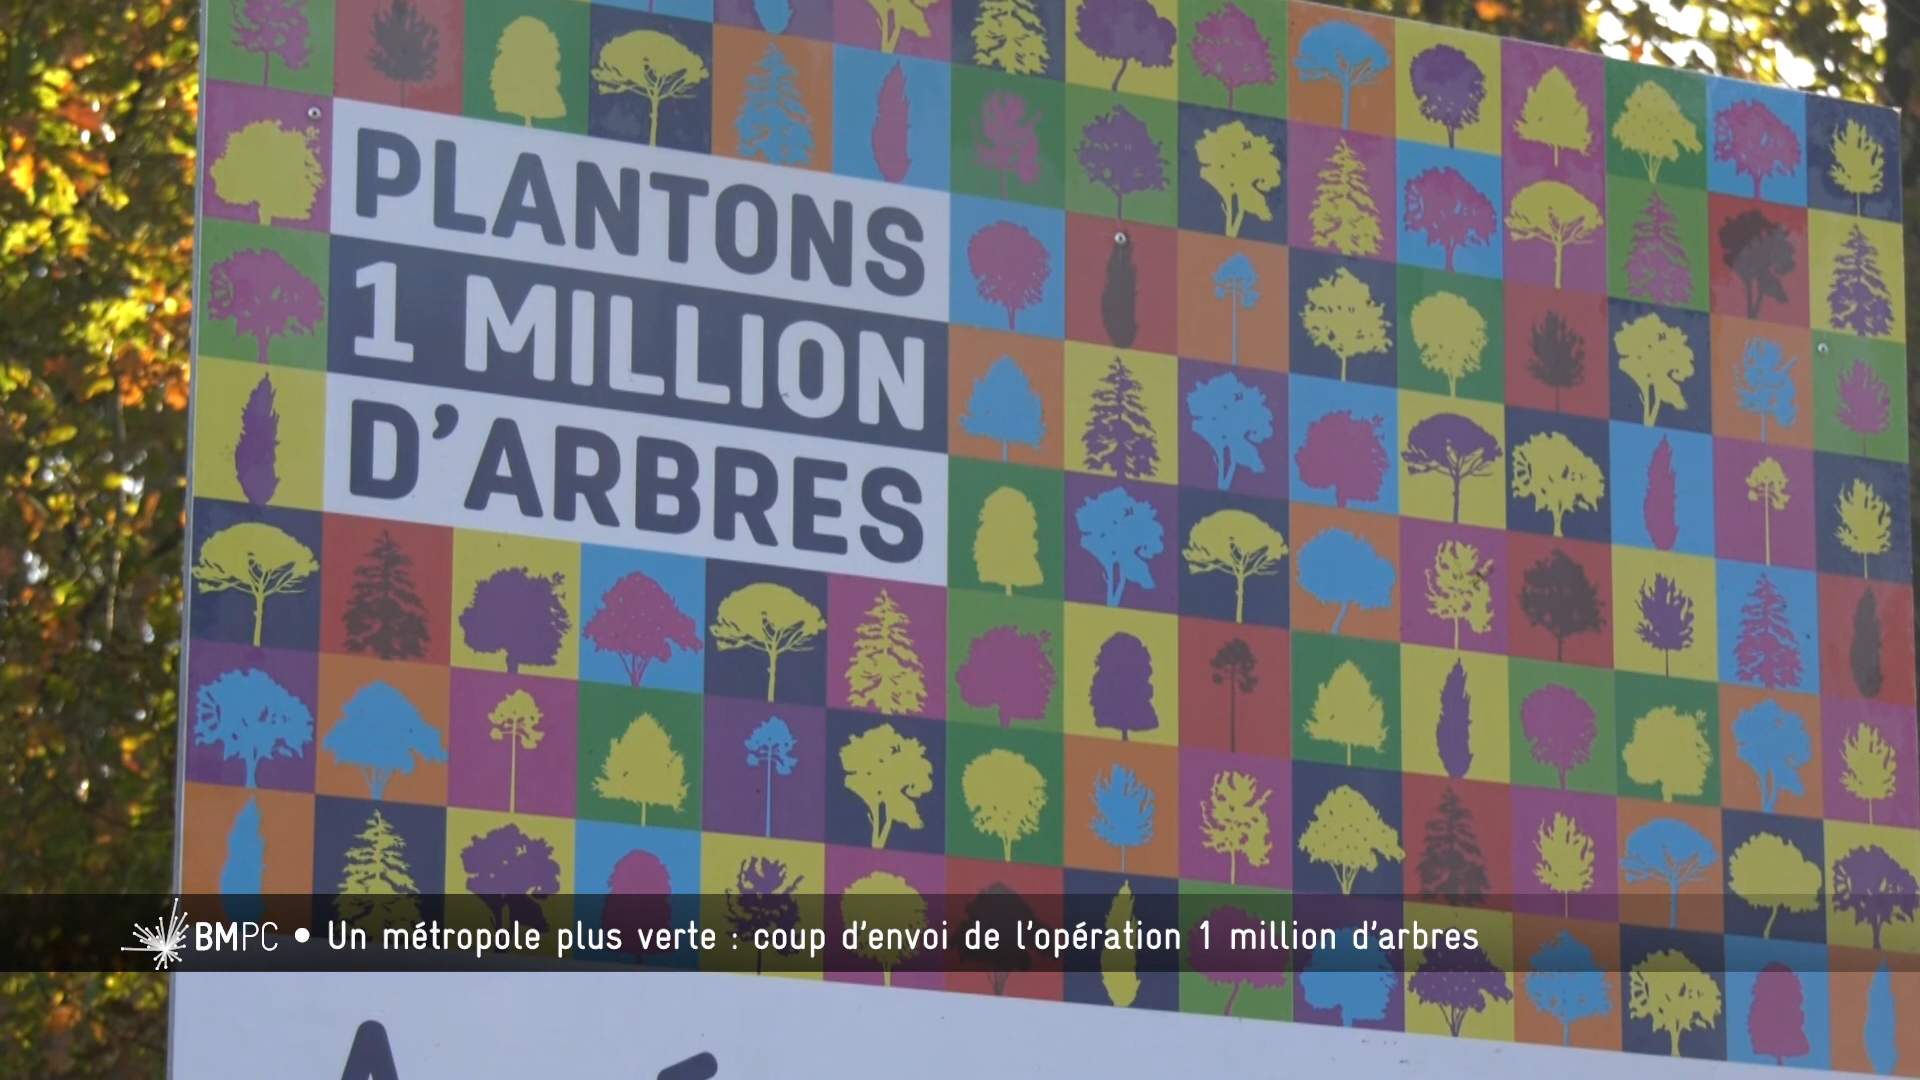 PLANTONS
1 MILLION
D'ARBRES
BMPC • Un métropole plus verte : coup d'envoi de l'opération 1 million d'arbres